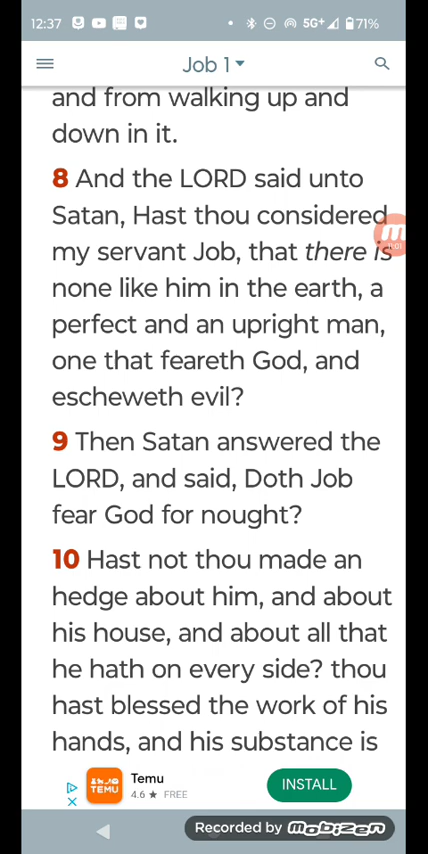 12:37
5G+ 71%
Job 1
and from walking up and
down in it.
8 And the LORD said unto
Satan, Hast thou considered
my servant Job, that there is
none like him in the earth, a
perfect and an upright man,
one that feareth God, and
escheweth evil?
9 Then Satan answered the
LORD, and said, Doth Job
fear God for nought?
10 Hast not thou made an
hedge about him, and about
his house, and about all that
he hath on every side? thou
hast blessed the work of his
hands, and his substance is
11:01
TEMU
Temu
4.6 ★ FREE
INSTALL
Recorded by mobizen